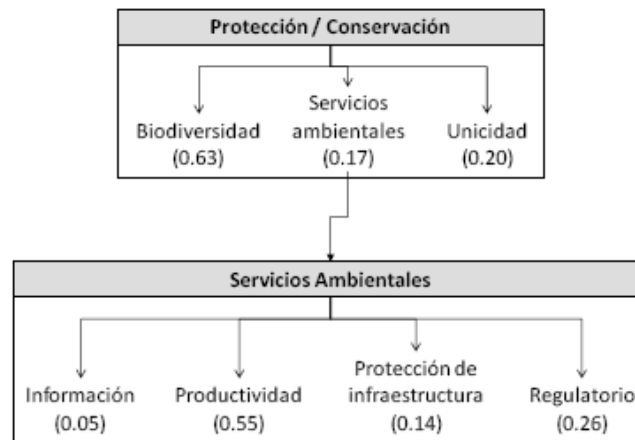 Protección / Conservación
Servicios
Biodiversidad ambientales Unicidad
(0.63) (0.17) (0.20)
Servicios Ambientales
Protección de
Información Productividad infraestructura Regulatorio
(0.05) (0.55) (0.14) (0.26)